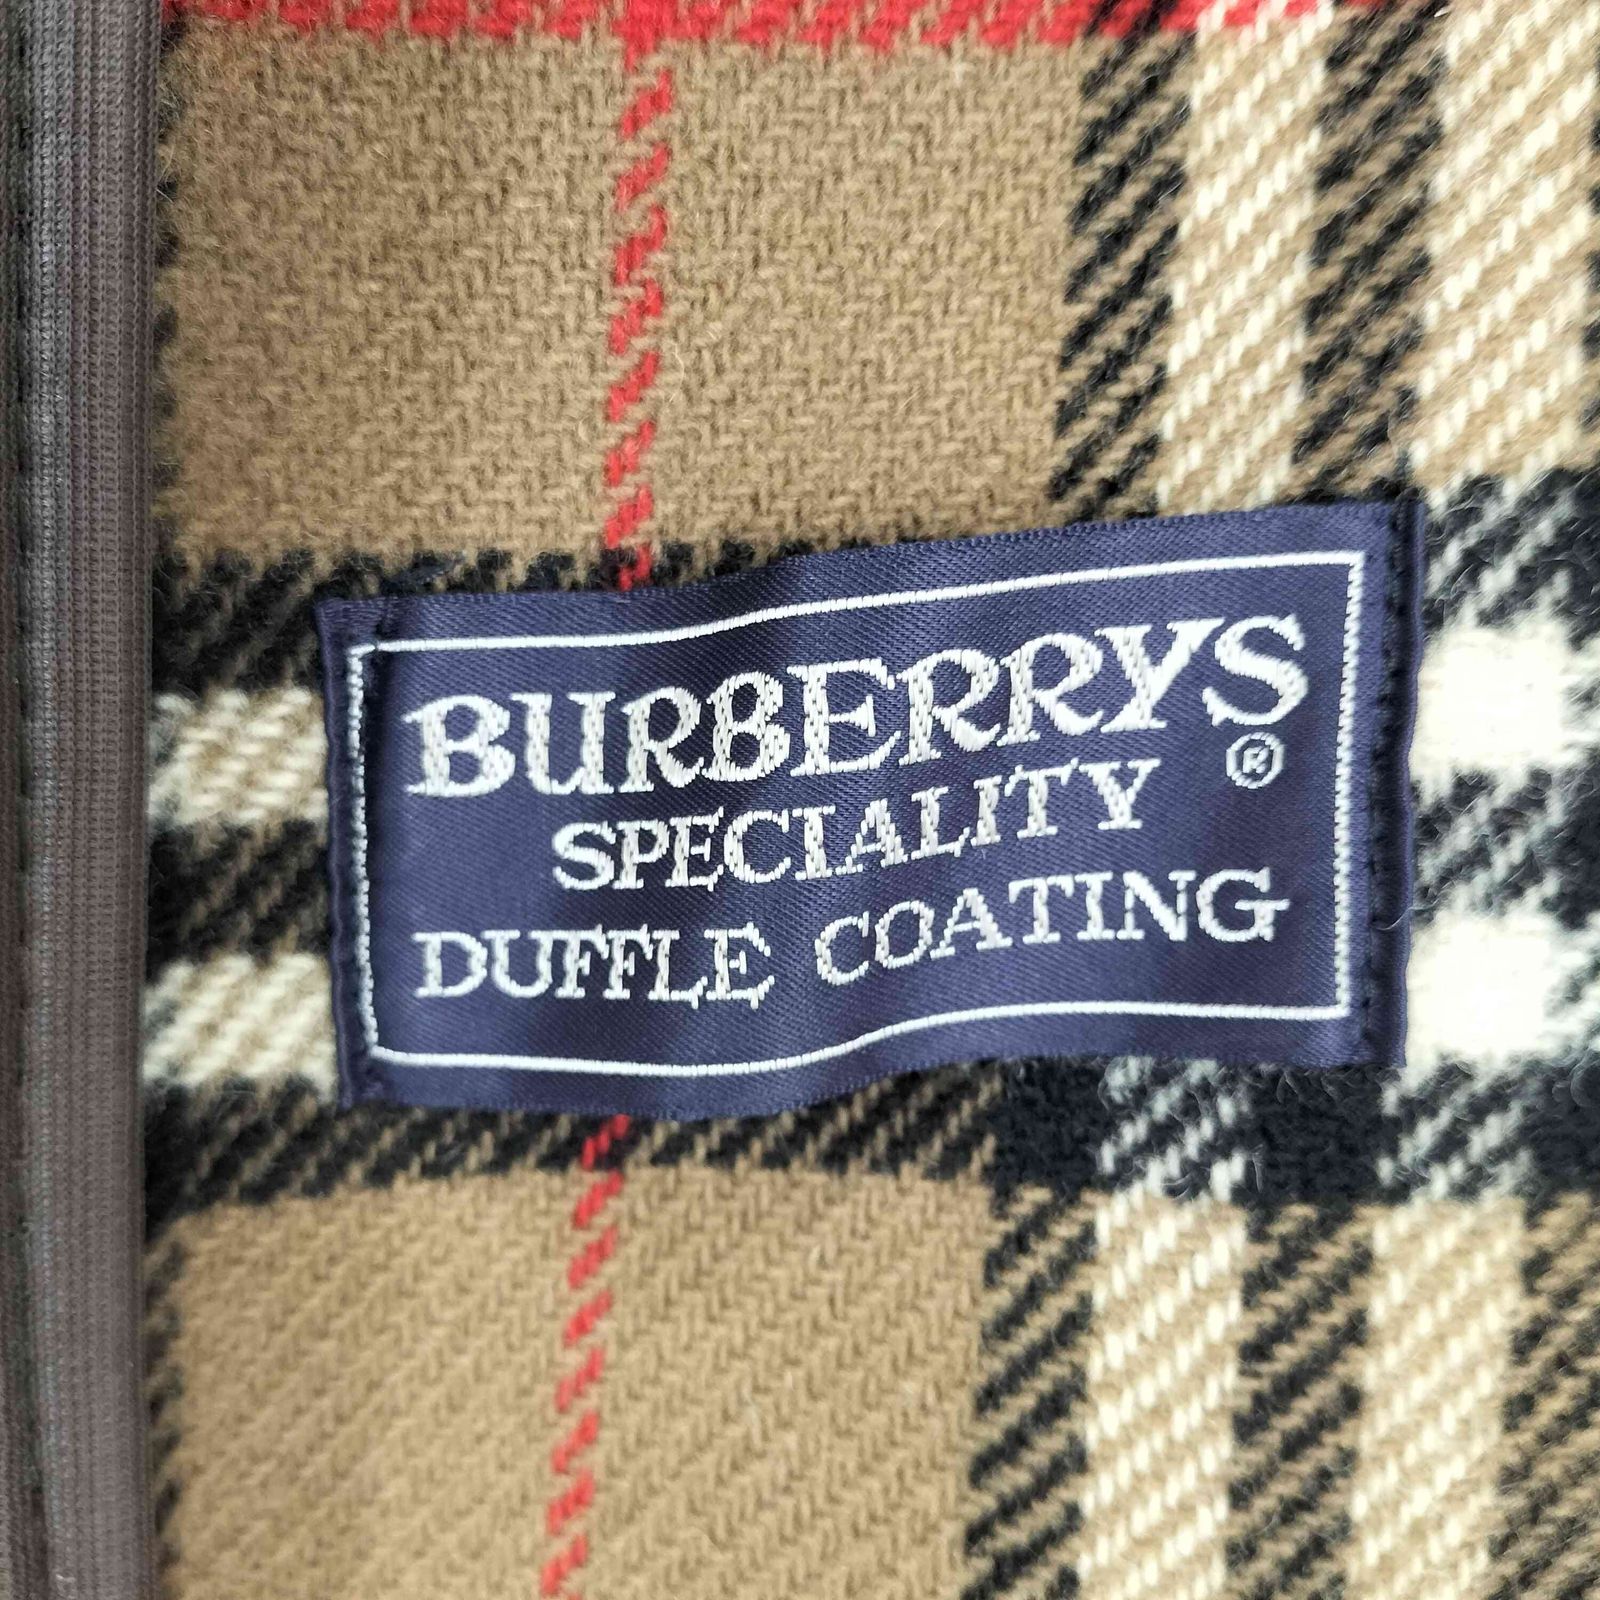 BURBERRYS
®
SPECIALITY
DUFFLE COATING